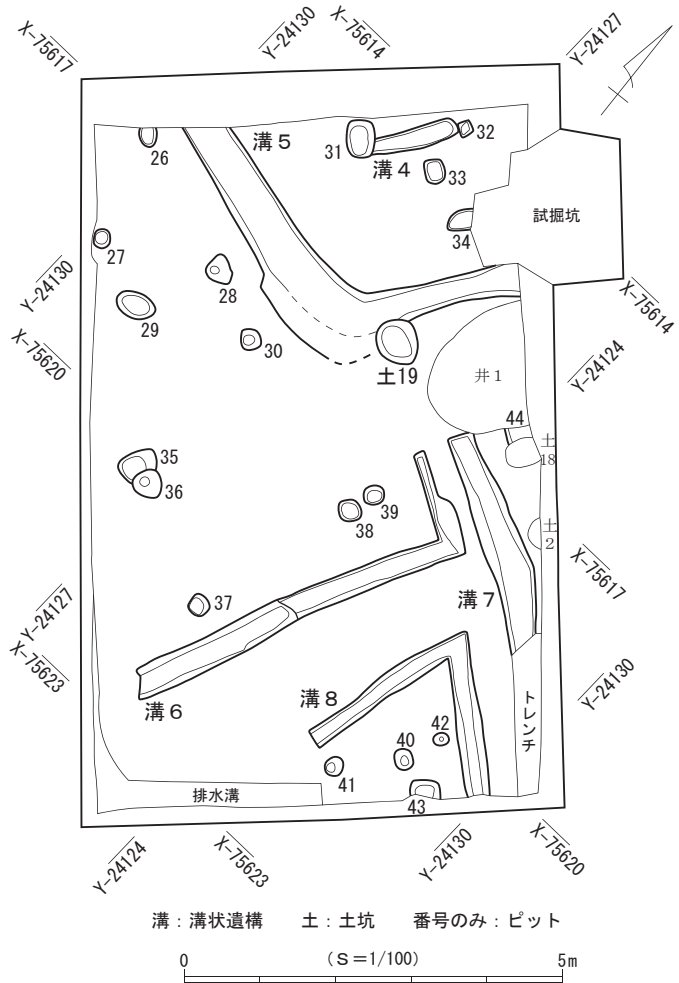 X-75617
Y-24130
X-75614
Y-24127
26
溝5
31
溝4
32
33
34
試掘坑
27
28
29
30
Y-24130
X-75620
X-75614
Y-24124
土19
井1
44
土
18
35
36
38
39
土
2
37
溝7
X-75617
Y-24127
X-75623
溝6
溝8
Y-24130
トレンチ
42
40
41
43
排水溝
Y-24124
X-75623
Y-24130
X-75620
溝：溝状遺構　土：土坑　番号のみ：ピット
0
（S＝1/100）
5m